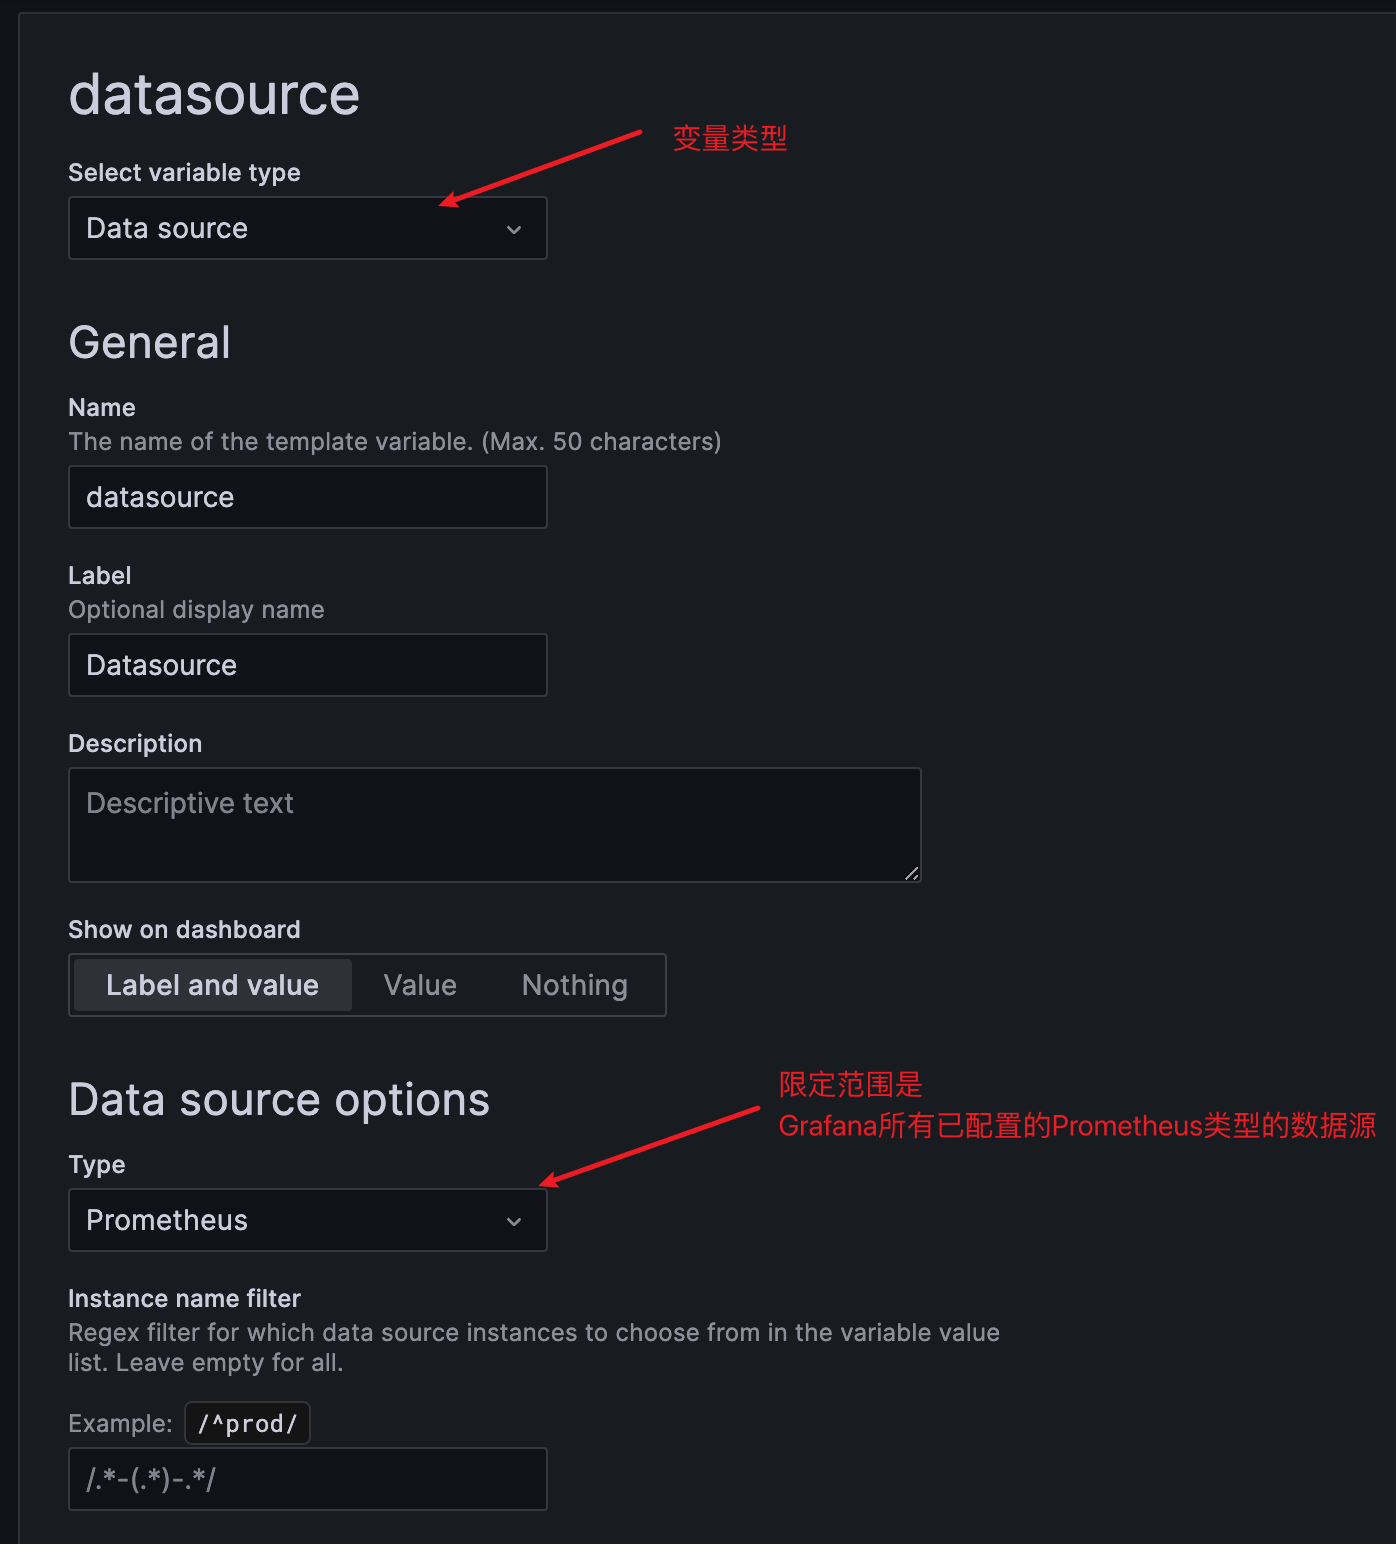 datasource
变量类型
Select variable type
Data source
General
Name
The name of the template variable. (Max. 50 characters)
datasource
Label
Optional display name
Datasource
Description
Descriptive text
Show on dashboard
Label and value Value Nothing
Data source options
限定范围是
Grafana所有已配置的Prometheus类型的数据源
Type
Prometheus
Instance name filter
Regex filter for which data source instances to choose from in the variable value
list. Leave empty for all.
Example: /^prod/
/.*-(.*)-.*/